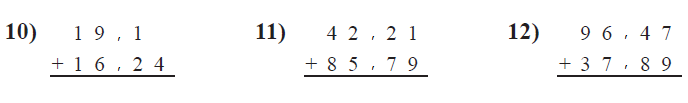 10) 19,1 11) 42,21 12) 96,47
+16,24 +85,79 +37,89